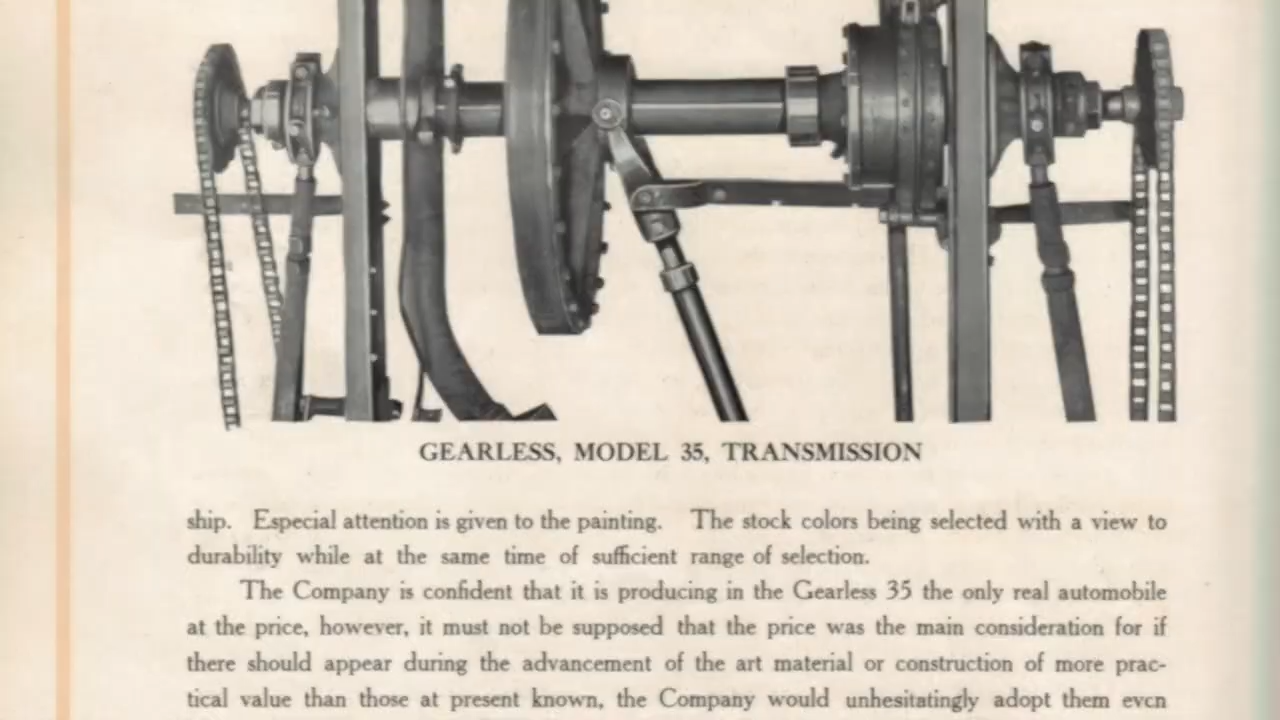 GEARLESS, MODEL 35, TRANSMISSION
ship. Especial attention is given to the painting. The stock colors being selected with a view to
durability while at the same time of sufficient range of selection.
The Company is confident that it is producing in the Gearless 35 the only real automobile
at the price, however, it must not be supposed that the price was the main consideration for if
there should appear during the advancement of the art material or construction of more prac-
tical value than those at present known, the Company would unhesitatingly adopt them even